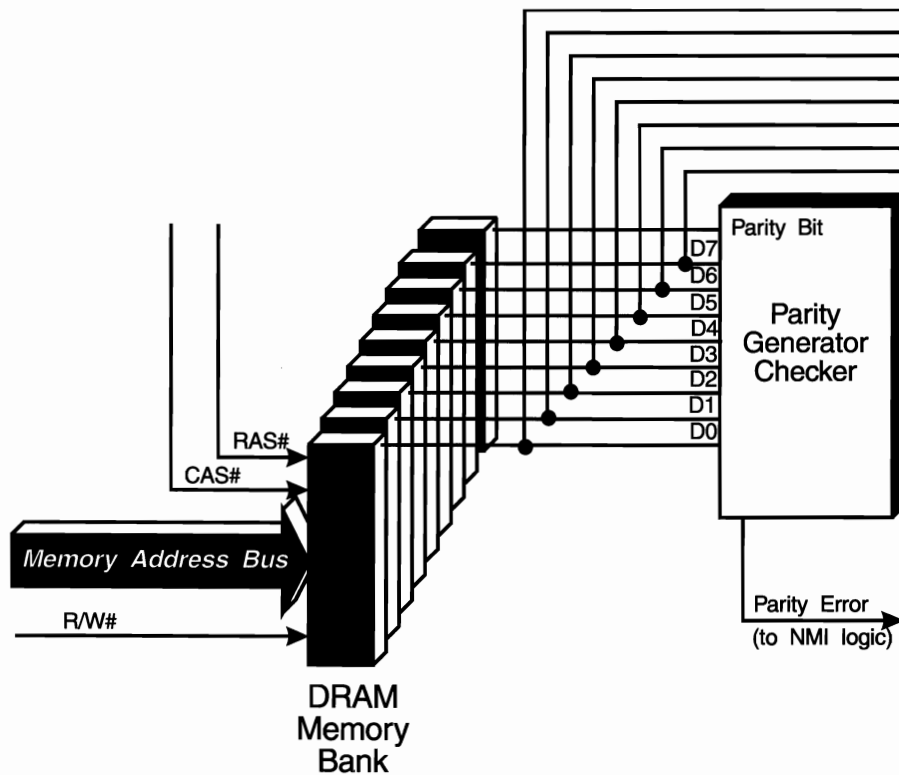 Parity Bit
D7
D6
D5
D4
D3
D2
D1
D0
Parity
Generator
Checker
RAS#
CAS#
Memory Address Bus
R/W#
Parity Error
(to NMI logic)
DRAM
Memory
Bank